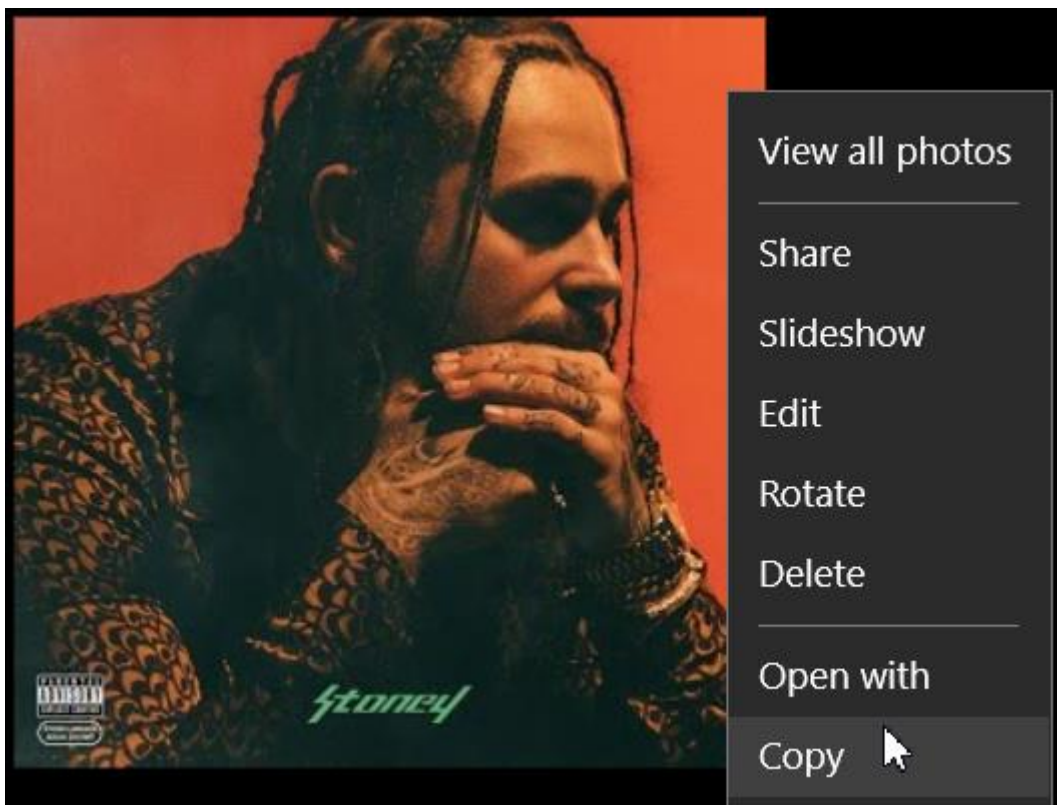 View all photos
Share
Slideshow
Edit
Rotate
Delete
Open with
Copy
Stoney
PARENTAL
ADVISORY
EXPLICIT CONTENT